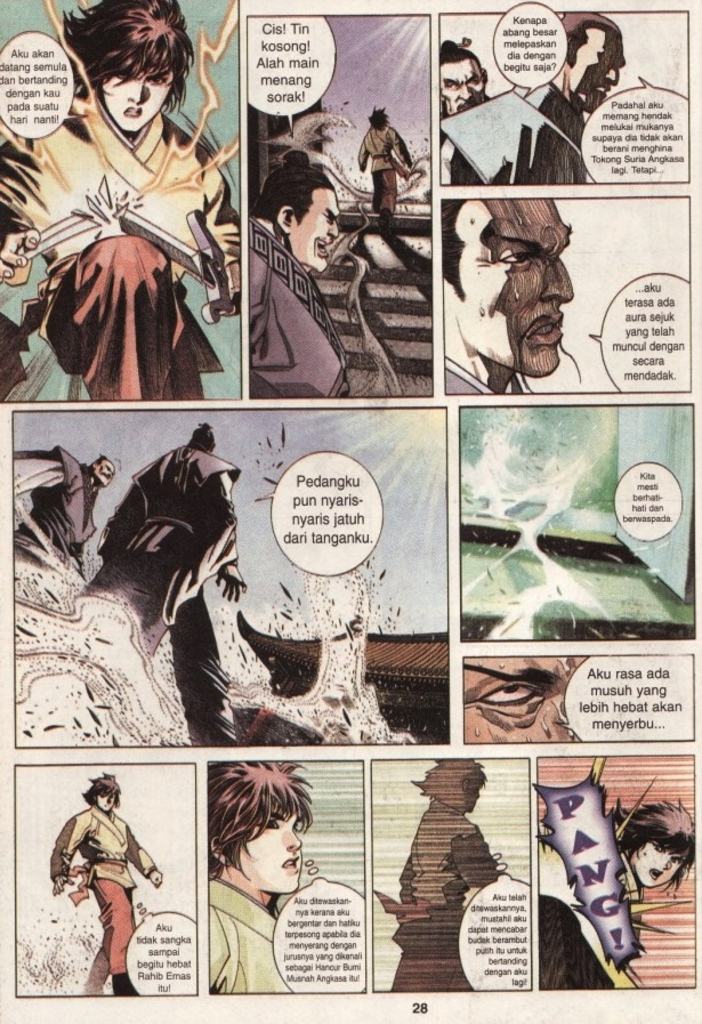 Aku akan
datang semula
dan bertanding
dengan kau
pada suatu
hari nanti!
Cis! Tin
kosong!
Alah main
menang
sorak!
Kenapa
abang besar
melepaskan
dia dengan
begitu saja?
Padahal aku
memang hendak
melukai mukanya
supaya dia tidak akan
berani menghina
Tokong Suria Angkasa
lagi. Tetapi...
...aku
terasa ada
aura sejuk
yang telah
muncul dengan
secara
mendadak.
Pedangku
pun nyaris-
nyaris jatuh
dari tanganku.
Kita
mesti
berhati-
hati dan
berwaspada.
Aku rasa ada
musuh yang
lebih hebat akan
menyerbu...
Aku
tidak sangka
sampai
begitu hebat
Rahib Emas
itu!
Aku ditewaskan-
nya kerana aku
bergentar dan hatiku
terpesong apabila dia
menyerang dengan
jurusnya yang dikenali
sebagai Hancur Bumi
Musnah Angkasa itu!
Aku telah
ditewaskannya,
mustahil aku
dapat mencabar
budak berambut
putih itu untuk
bertanding
dengan aku
lagi!
PANG!
28